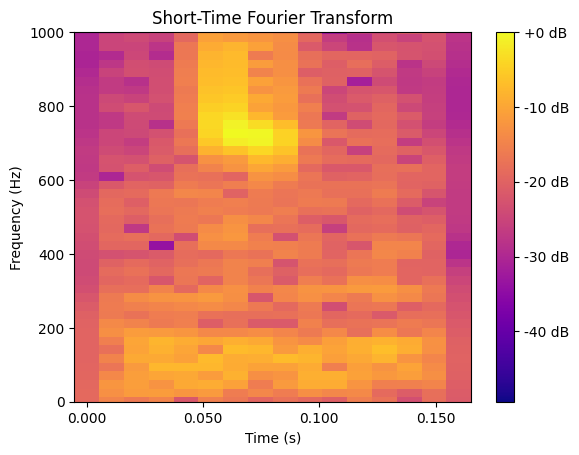 Short-Time Fourier Transform
1000
800
600
400
200
0
Frequency (Hz)
0.000
0.050
0.100
0.150
Time (s)
+0 dB
-10 dB
-20 dB
-30 dB
-40 dB